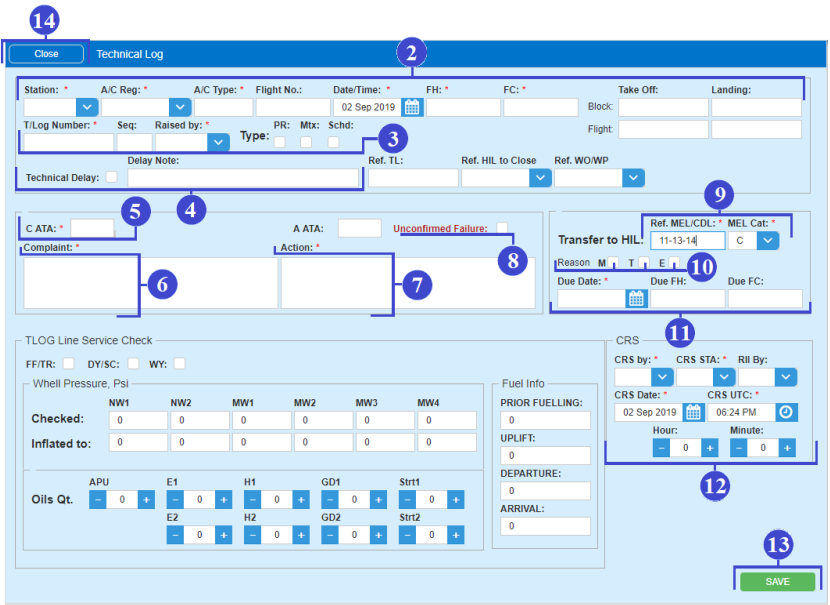 14
Close Technical Log
2
Station: * A/C Reg: * A/C Type: * Flight No.: Date/Time: * FH: * FC: * Take Off: Landing:
02 Sep 2019 Block:
T/Log Number: * Seq: Raised by: * Type: PR: Mtx: Schd: 3 Flight:
Delay Note: Ref. TL: Ref. HIL to Close Ref. WO/WP
Technical Delay:
4
5 9
C ATA: * A ATA: Unconfirmed Failure: Ref. MEL/CDL: * MEL Cat: *
Transfer to HIL: 11-13-14 C
Complaint: * Action: * 8
Reason M T E 10
6 7
Due Date: * Due FH: Due FC:
11
TLOG Line Service Check CRS
FF/TR: DY/SC: WY: CRS by: * CRS STA: * RII By:
Whell Pressure, Psi Fuel Info
NW1 NW2 MW1 MW2 MW3 MW4 PRIOR FUELLING: CRS Date: * CRS UTC: *
Checked: 0 0 0 0 0 0 0 02 Sep 2019 06:24 PM
UPLIFT: Hour: Minute:
Inflated to: 0 0 0 0 0 0 0 – 0 + – 0 +
DEPARTURE:
APU E1 H1 GD1 Strt1 12
Oils Qt. – 0 + – 0 + – 0 + – 0 + – 0 + 0
ARRIVAL:
E2 H2 GD2 Strt2 0
– 0 + – 0 + – 0 + – 0 +
13
SAVE